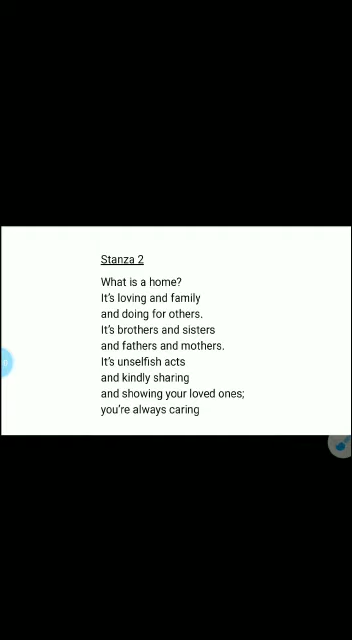 Stanza 2
What is a home?
It's loving and family
and doing for others.
It's brothers and sisters
and fathers and mothers.
It's unselfish acts
and kindly sharing
and showing your loved ones;
you're always caring